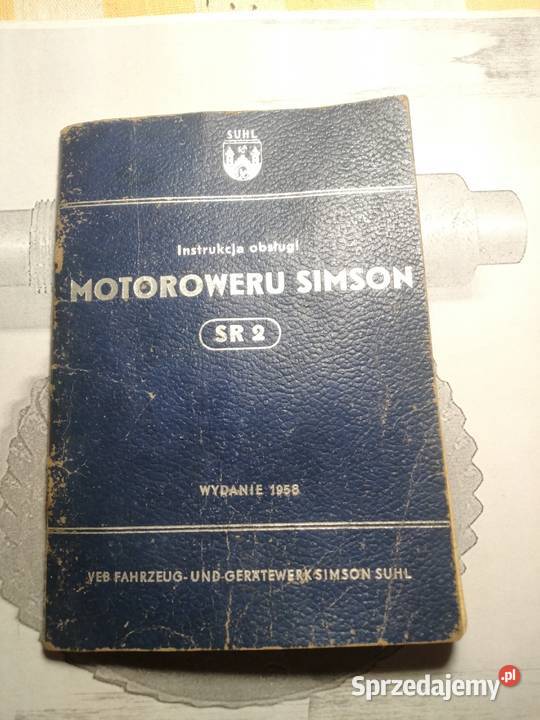 SUHL
Instrukcja obsługi
MOTOROWERU SIMSON
SR 2
WYDANIE 1958
VEB FAHRZEUG-UND-GERÄTEWERK SIMSON SUHL
Sprzedajemy.pl